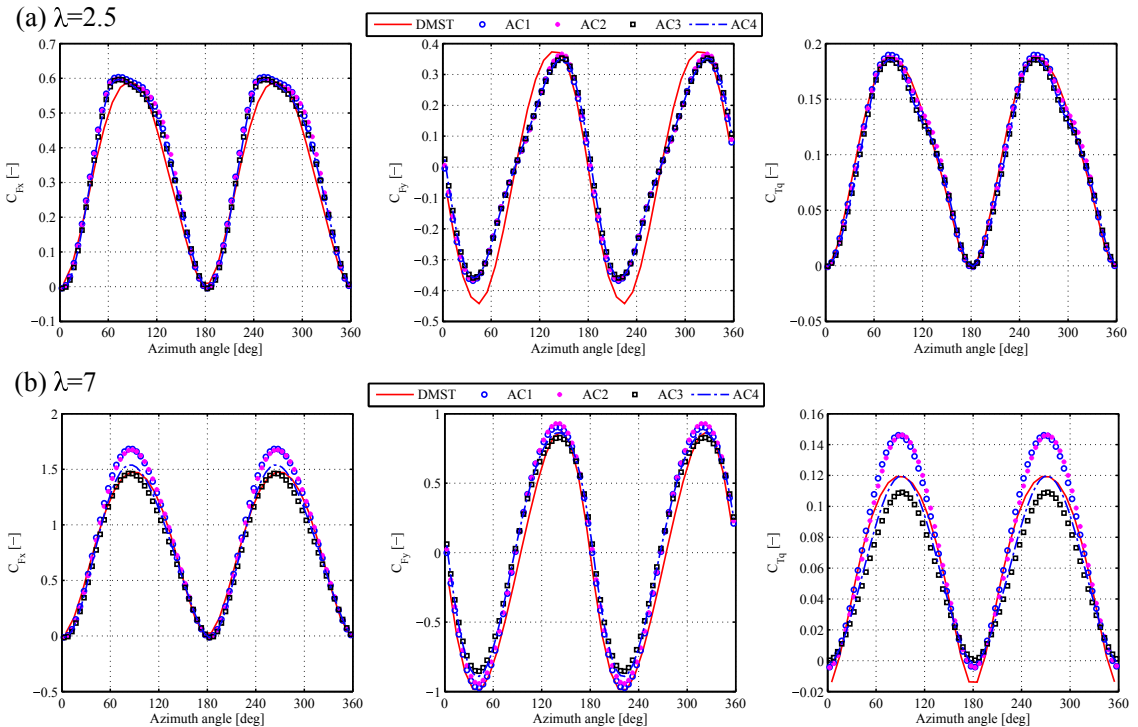 (a) λ=2.5
DMST AC1 AC2 AC3 AC4
0.7
0.6
0.5
0.4
0.3
0.2
0.1
0
−0.1
C_Fx [−]
0 60 120 180 240 300 360
Azimuth angle [deg]
0.4
0.3
0.2
0.1
0
−0.1
−0.2
−0.3
−0.4
−0.5
C_Fy [−]
0 60 120 180 240 300 360
Azimuth angle [deg]
0.2
0.15
0.1
0.05
0
−0.05
C_Tq [−]
0 60 120 180 240 300 360
Azimuth angle [deg]
(b) λ=7
DMST AC1 AC2 AC3 AC4
2
1.5
1
0.5
0
−0.5
C_Fx [−]
0 60 120 180 240 300 360
Azimuth angle [deg]
1
0.5
0
−0.5
−1
C_Fy [−]
0 60 120 180 240 300 360
Azimuth angle [deg]
0.16
0.14
0.12
0.1
0.08
0.06
0.04
0.02
0
−0.02
C_Tq [−]
0 60 120 180 240 300 360
Azimuth angle [deg]